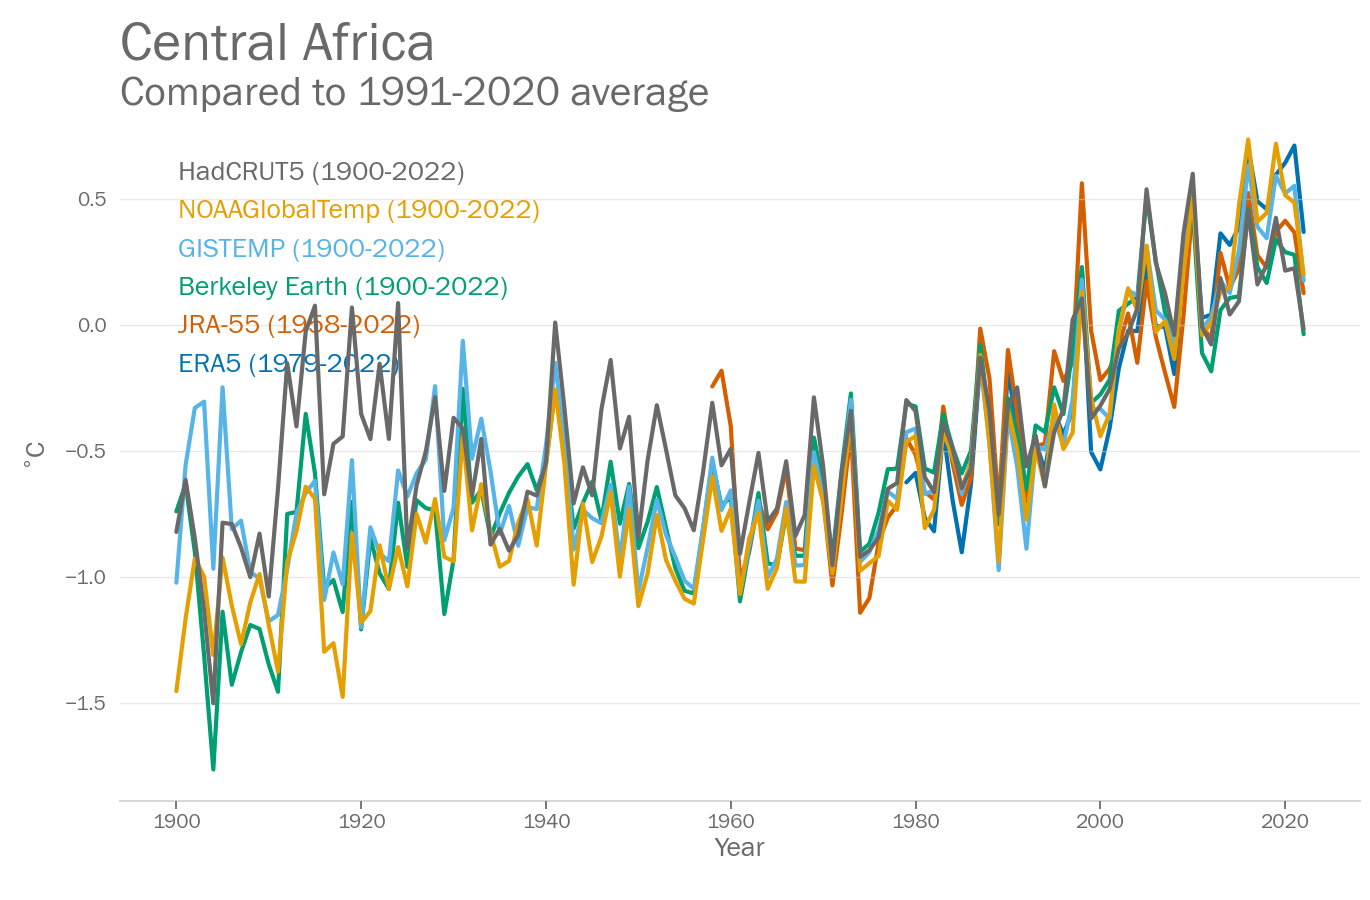 Central Africa
Compared to 1991-2020 average
HadCRUT5 (1900-2022)
NOAAGlobalTemp (1900-2022)
GISTEMP (1900-2022)
Berkeley Earth (1900-2022)
JRA-55 (1958-2022)
ERA5 (1979-2022)
0.5
0.0
−0.5
−1.0
−1.5
°C
1900 1920 1940 1960 1980 2000 2020
Year